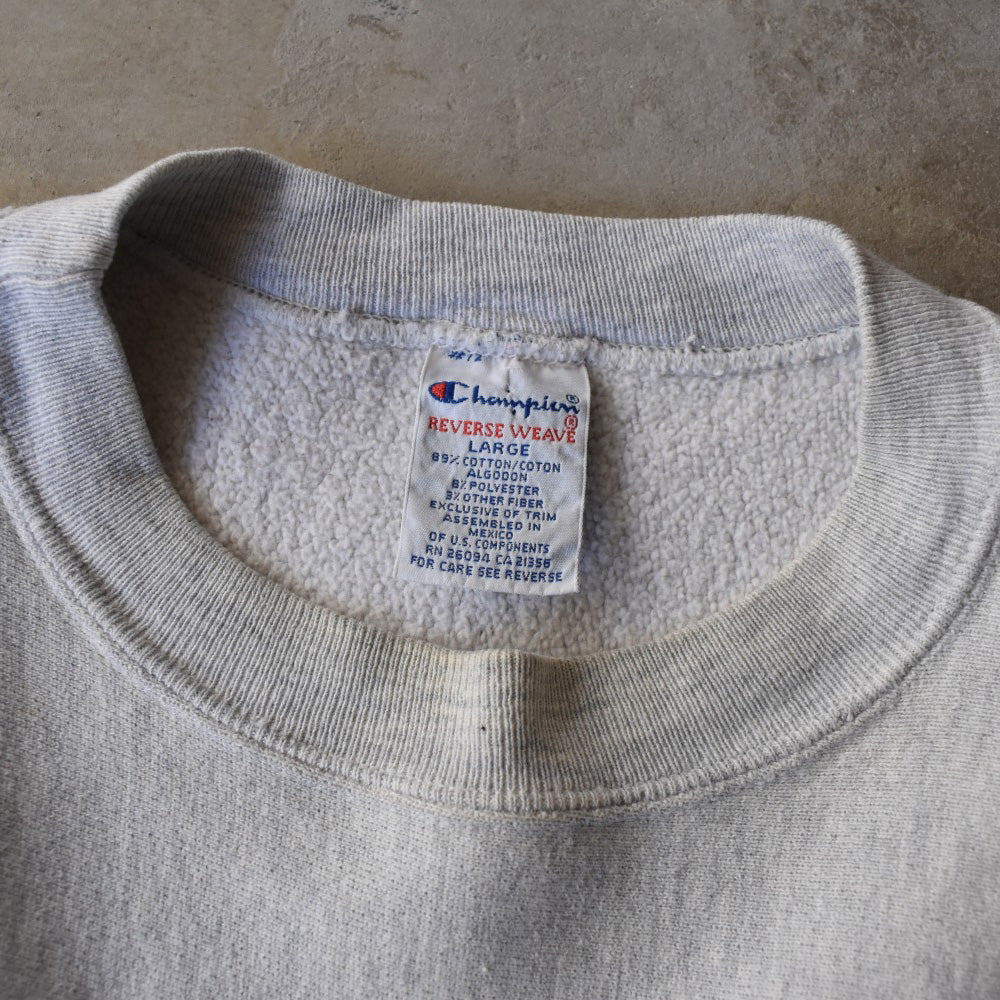 #12
Champion®
REVERSE WEAVE®
LARGE
89% COTTON/COTON
ALGODON
8% POLYESTER
3% OTHER FIBER
EXCLUSIVE OF TRIM
ASSEMBLED IN
MEXICO
OF U.S. COMPONENTS
RN 26094 CA 21356
FOR CARE SEE REVERSE